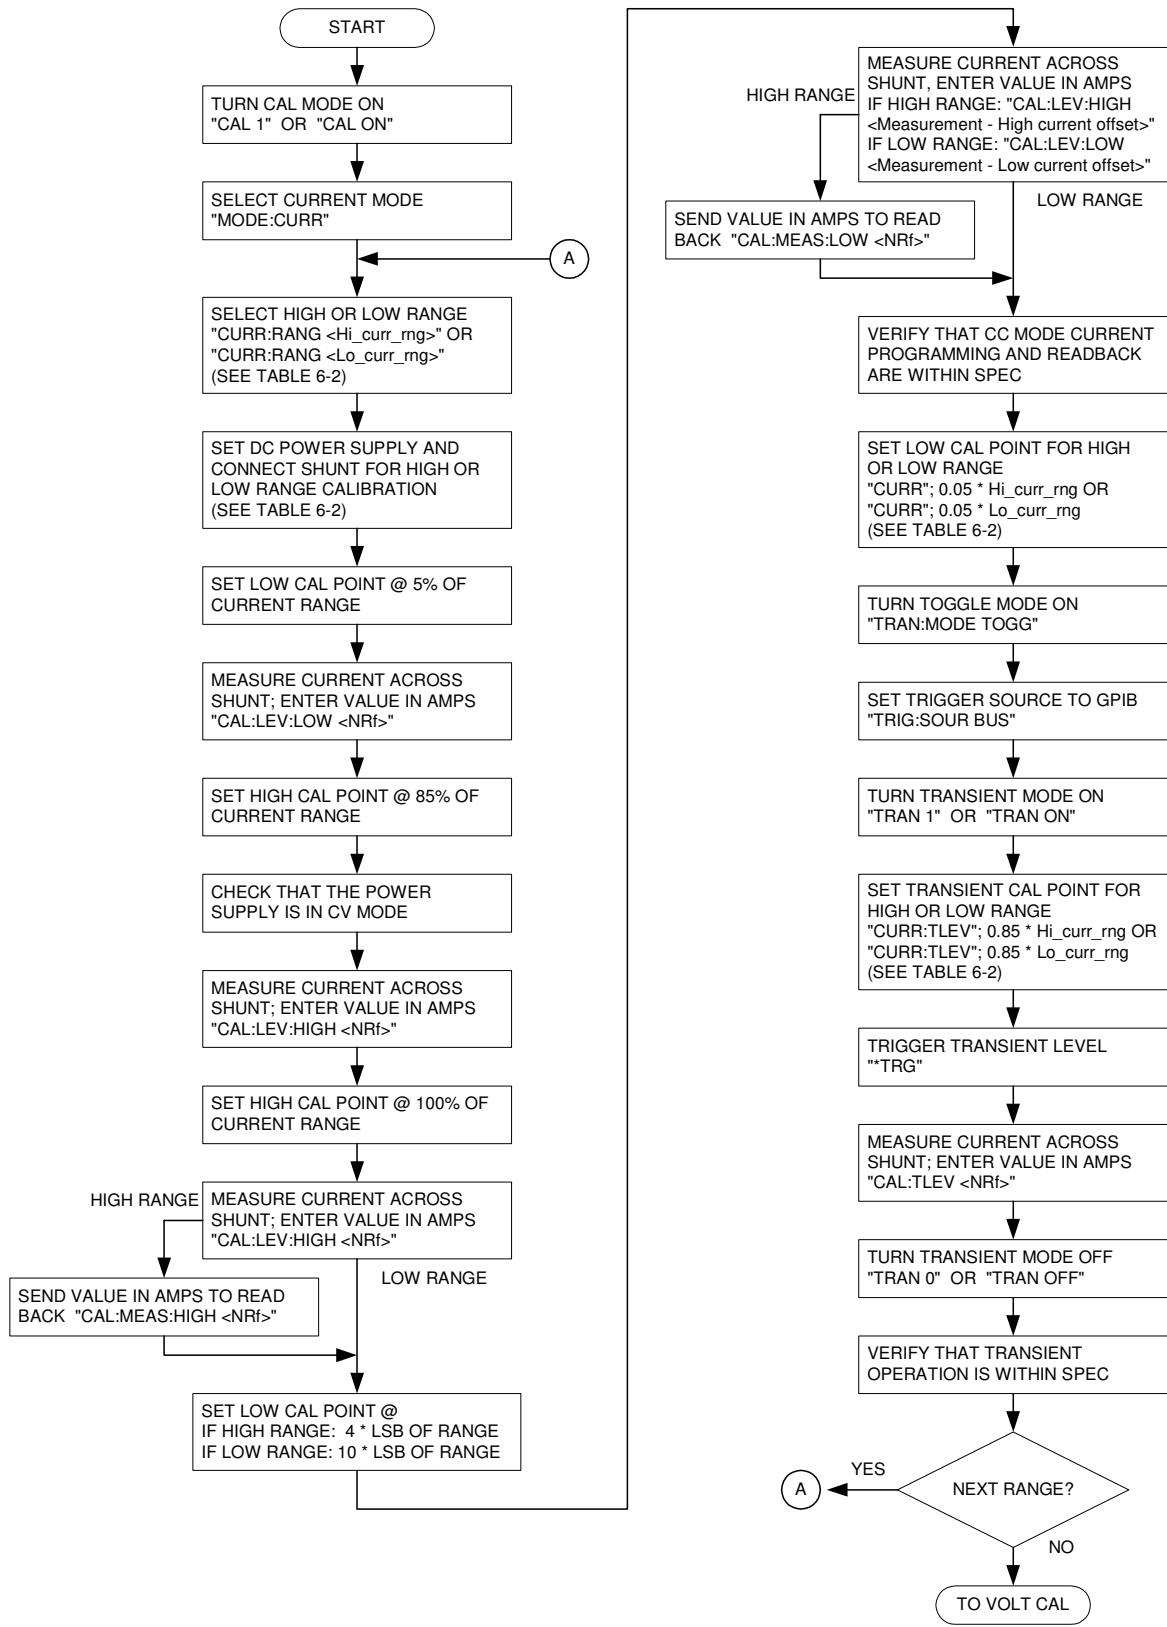 START
TURN CAL MODE ON
"CAL 1" OR "CAL ON"
SELECT CURRENT MODE
"MODE:CURR"
A
SELECT HIGH OR LOW RANGE
"CURR:RANG <Hi_curr_rng>" OR
"CURR:RANG <Lo_curr_rng>"
(SEE TABLE 6-2)
SET DC POWER SUPPLY AND
CONNECT SHUNT FOR HIGH OR
LOW RANGE CALIBRATION
(SEE TABLE 6-2)
SET LOW CAL POINT @ 5% OF
CURRENT RANGE
MEASURE CURRENT ACROSS
SHUNT; ENTER VALUE IN AMPS
"CAL:LEV:LOW <NRf>"
SET HIGH CAL POINT @ 85% OF
CURRENT RANGE
CHECK THAT THE POWER
SUPPLY IS IN CV MODE
MEASURE CURRENT ACROSS
SHUNT; ENTER VALUE IN AMPS
"CAL:LEV:HIGH <NRf>"
SET HIGH CAL POINT @ 100% OF
CURRENT RANGE
HIGH RANGE
MEASURE CURRENT ACROSS
SHUNT; ENTER VALUE IN AMPS
"CAL:LEV:HIGH <NRf>"
LOW RANGE
SEND VALUE IN AMPS TO READ
BACK "CAL:MEAS:HIGH <NRf>"
SET LOW CAL POINT @
IF HIGH RANGE: 4 * LSB OF RANGE
IF LOW RANGE: 10 * LSB OF RANGE
MEASURE CURRENT ACROSS
SHUNT, ENTER VALUE IN AMPS
IF HIGH RANGE: "CAL:LEV:HIGH
<Measurement - High current offset>"
IF LOW RANGE: "CAL:LEV:LOW
<Measurement - Low current offset>"
HIGH RANGE
LOW RANGE
SEND VALUE IN AMPS TO READ
BACK "CAL:MEAS:LOW <NRf>"
VERIFY THAT CC MODE CURRENT
PROGRAMMING AND READBACK
ARE WITHIN SPEC
SET LOW CAL POINT FOR HIGH
OR LOW RANGE
"CURR"; 0.05 * Hi_curr_rng OR
"CURR"; 0.05 * Lo_curr_rng
(SEE TABLE 6-2)
TURN TOGGLE MODE ON
"TRAN:MODE TOGG"
SET TRIGGER SOURCE TO GPIB
"TRIG:SOUR BUS"
TURN TRANSIENT MODE ON
"TRAN 1" OR "TRAN ON"
SET TRANSIENT CAL POINT FOR
HIGH OR LOW RANGE
"CURR:TLEV"; 0.85 * Hi_curr_rng OR
"CURR:TLEV"; 0.85 * Lo_curr_rng
(SEE TABLE 6-2)
TRIGGER TRANSIENT LEVEL
"*TRG"
MEASURE CURRENT ACROSS
SHUNT; ENTER VALUE IN AMPS
"CAL:TLEV <NRf>"
TURN TRANSIENT MODE OFF
"TRAN 0" OR "TRAN OFF"
VERIFY THAT TRANSIENT
OPERATION IS WITHIN SPEC
NEXT RANGE?
YES
A
NO
TO VOLT CAL